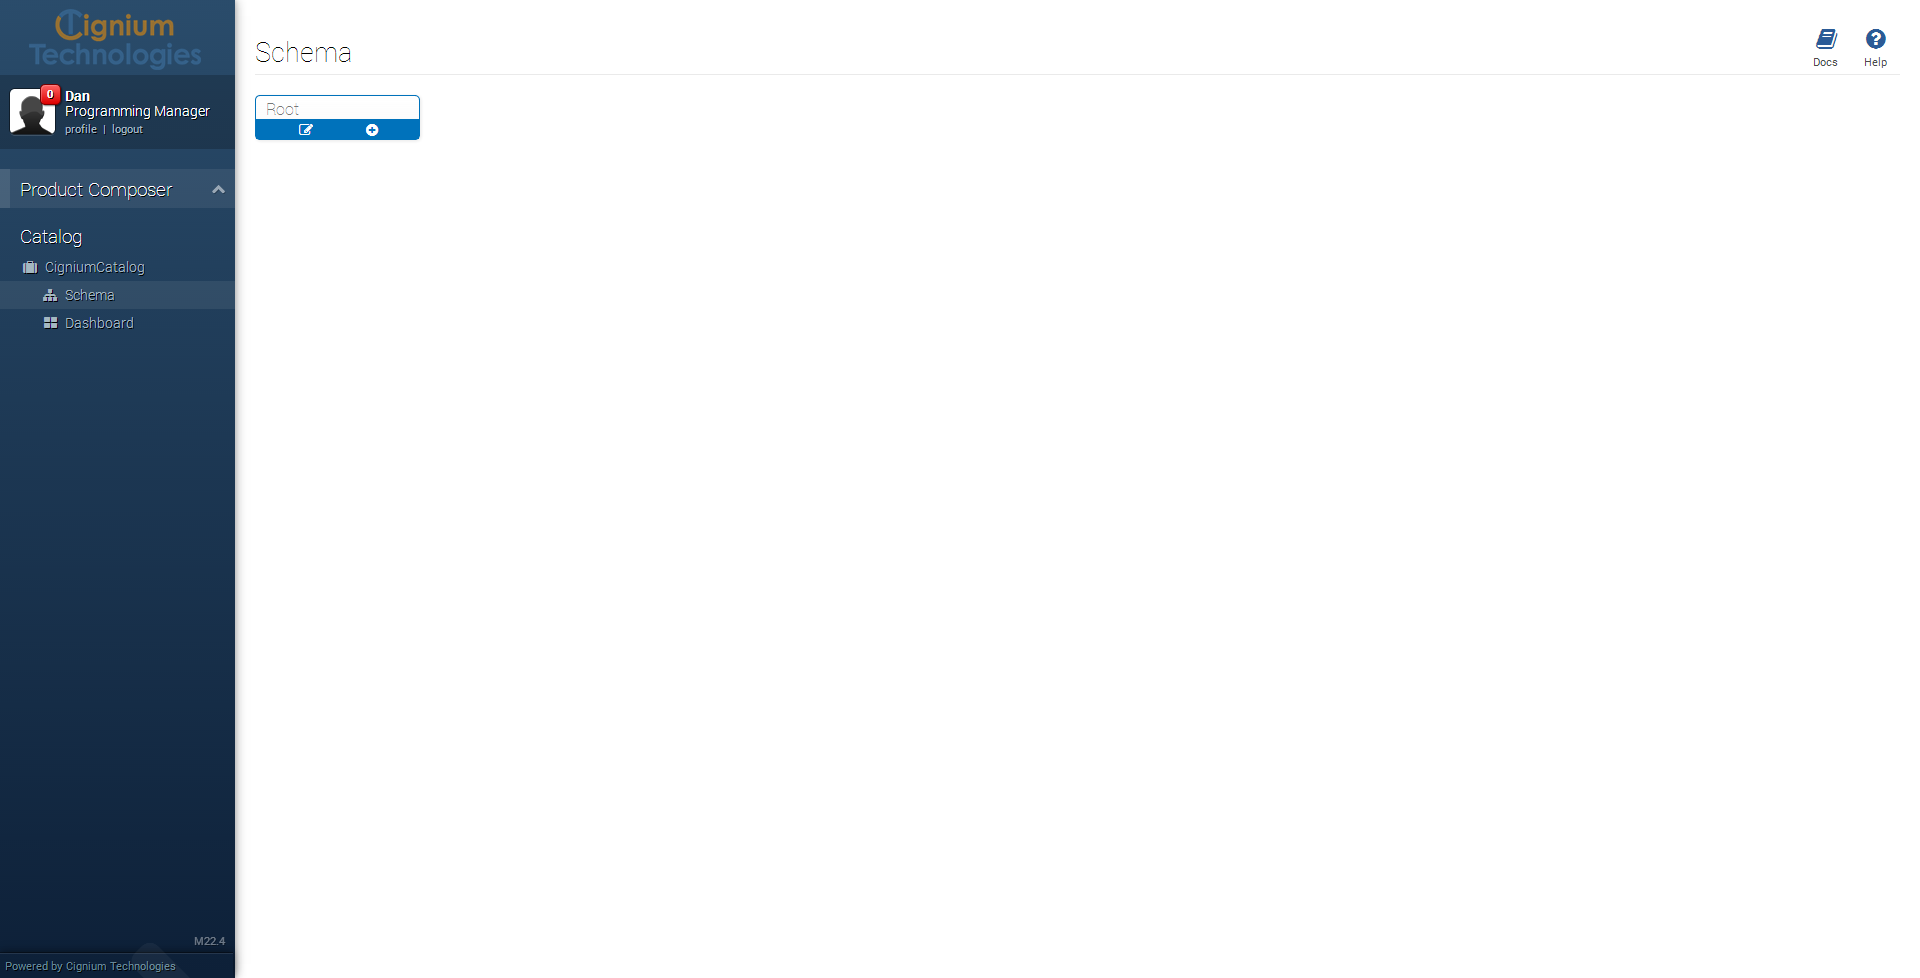 Cignium
Technologies
0
Dan
Programming Manager
profile | logout
Product Composer
Catalog
CigniumCatalog
Schema
Dashboard
M22.4
Powered by Cignium Technologies
Schema
Docs
Help
Root